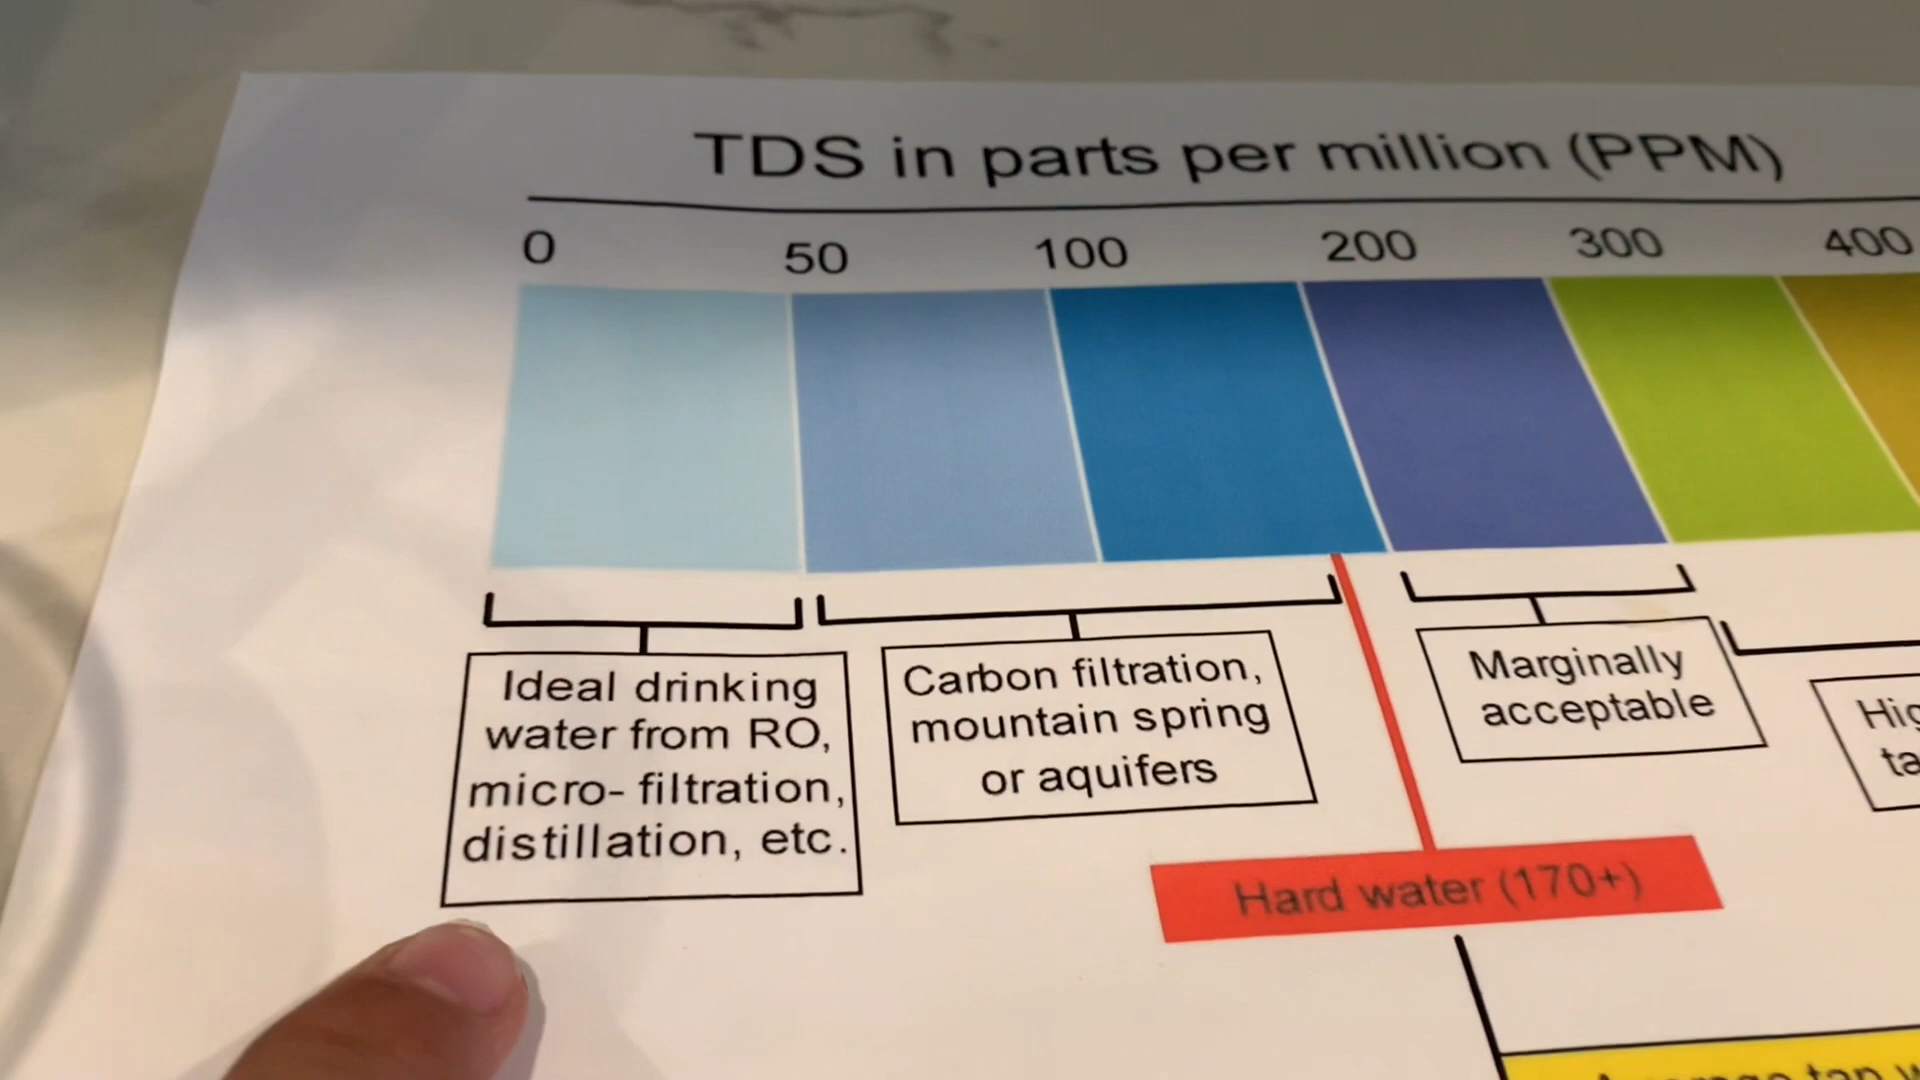 TDS in parts per million (PPM)
0 50 100 200 300 400
Ideal drinking
water from RO,
micro- filtration,
distillation, etc.
Carbon filtration,
mountain spring
or aquifers
Marginally
acceptable
Hard water (170+)